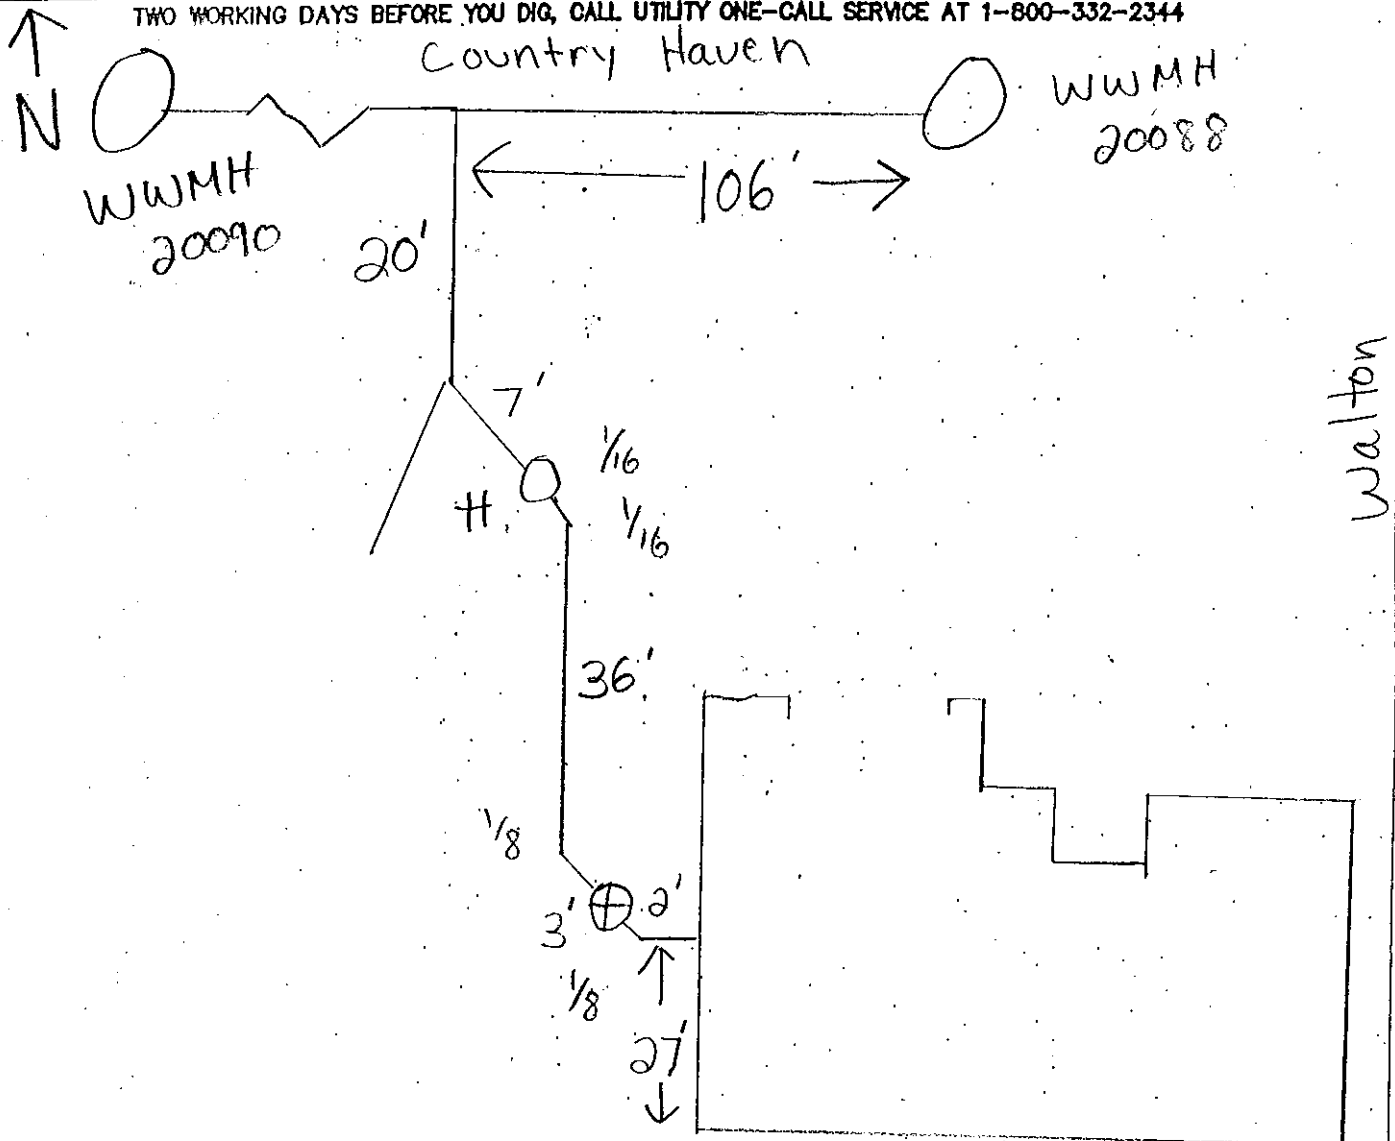 TWO WORKING DAYS BEFORE YOU DIG, CALL UTILITY ONE-CALL SERVICE AT 1-800-332-2344
Country Haven
N
WWMH
20088
106'
WWMH
20090
20'
Walton
7'
1/16
H.
1/16
36'
1/8
2'
3'
1/8
27'